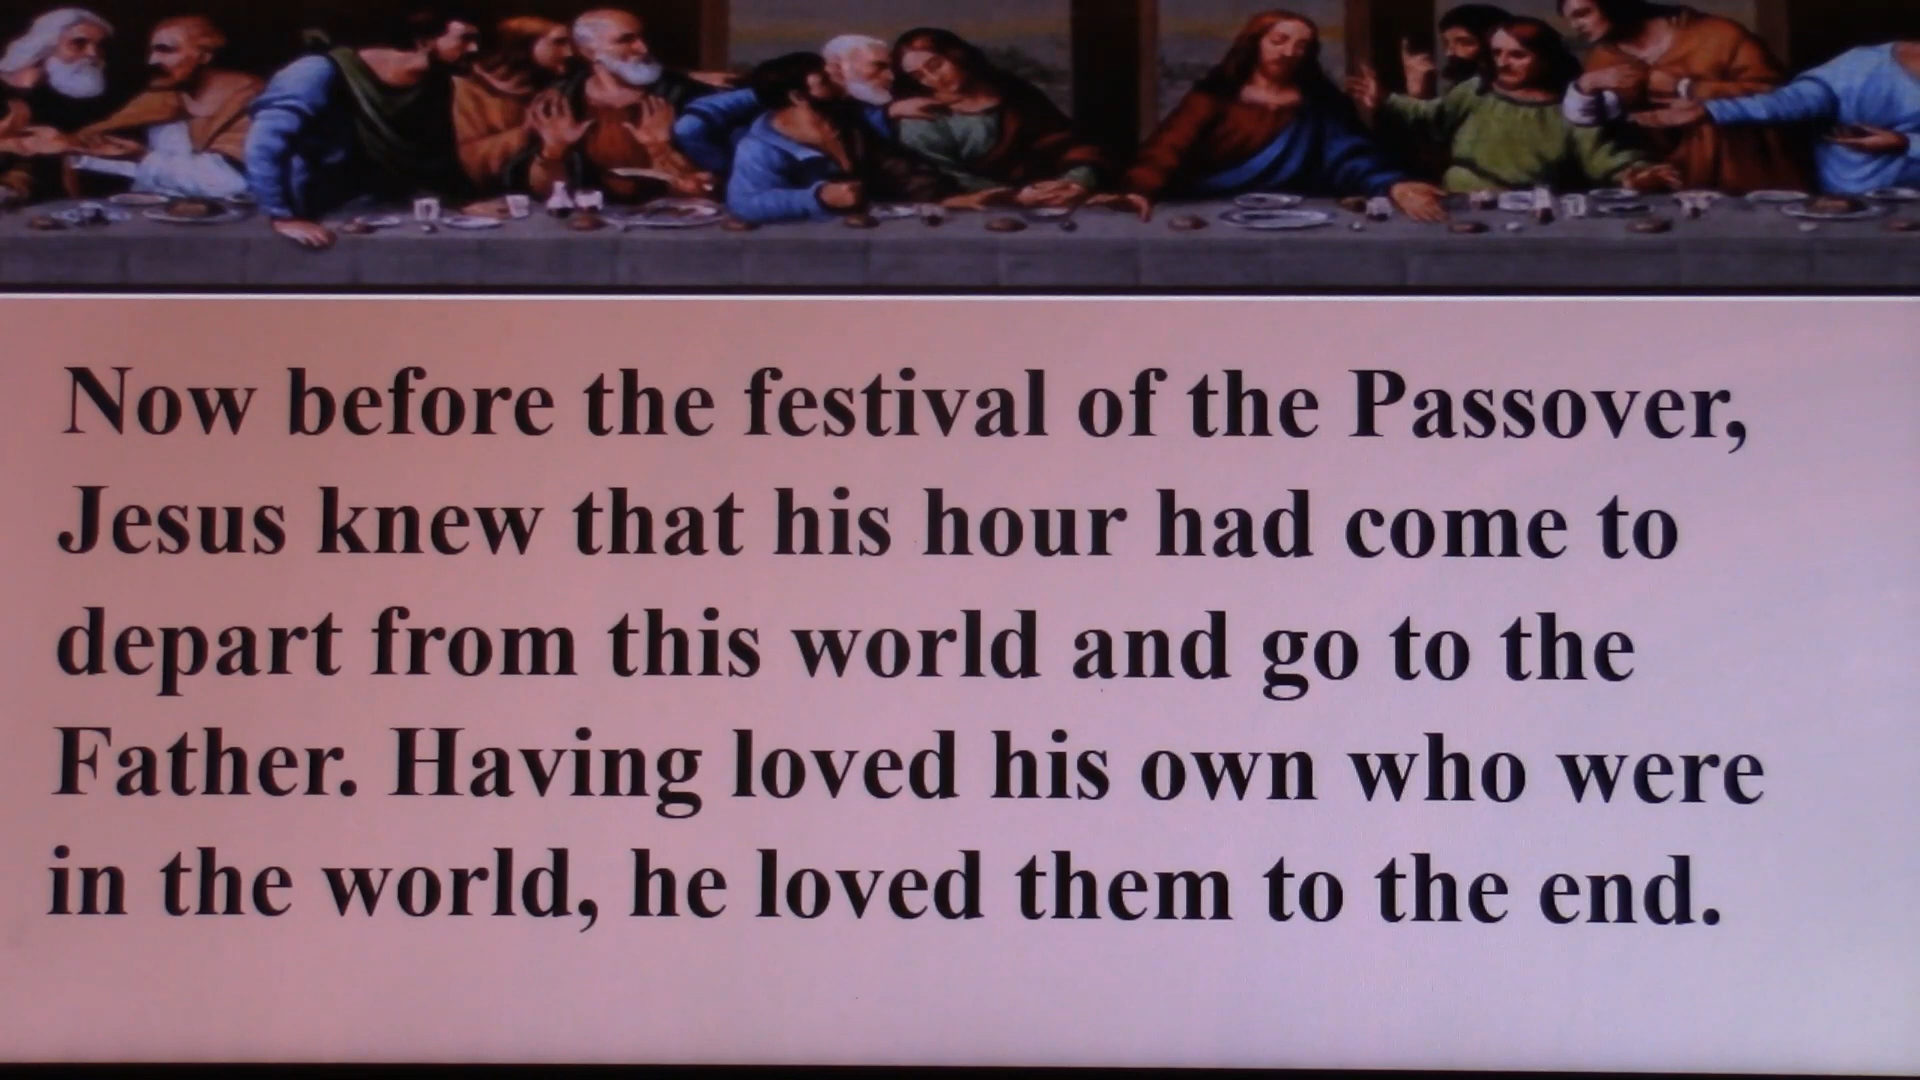 Now before the festival of the Passover,
Jesus knew that his hour had come to
depart from this world and go to the
Father. Having loved his own who were
in the world, he loved them to the end.